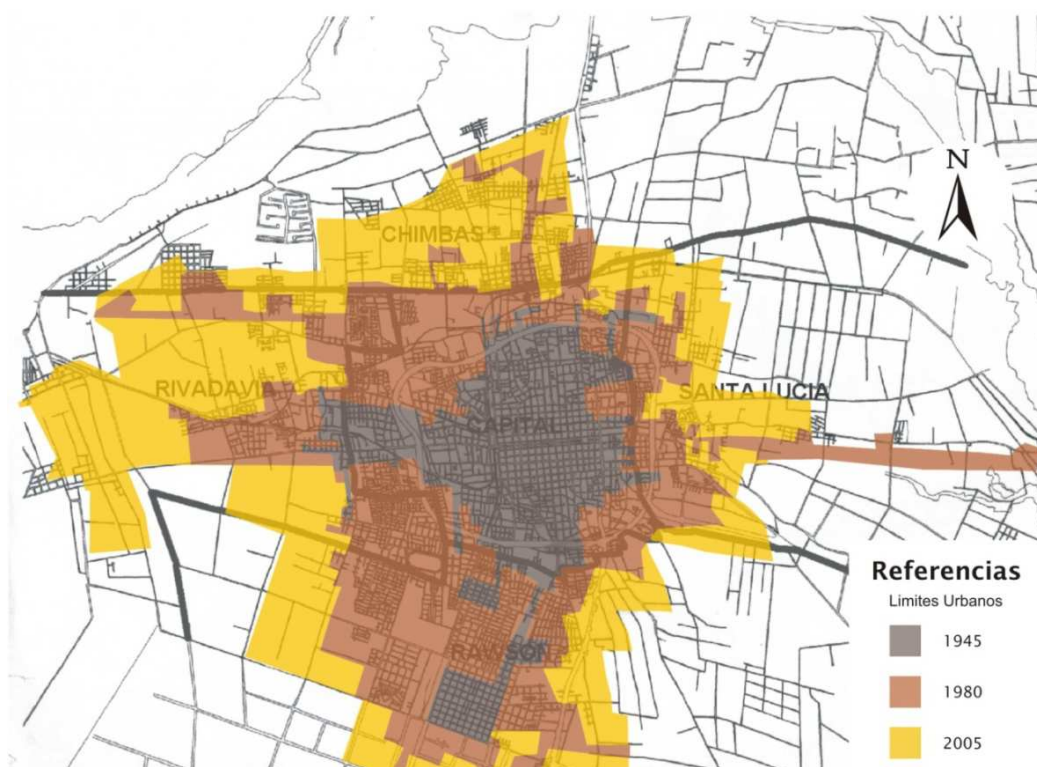 N
CHIMBAS
RIVADAVIA
SANTA LUCIA
CAPITAL
RAWSON
Referencias
Limites Urbanos
1945
1980
2005